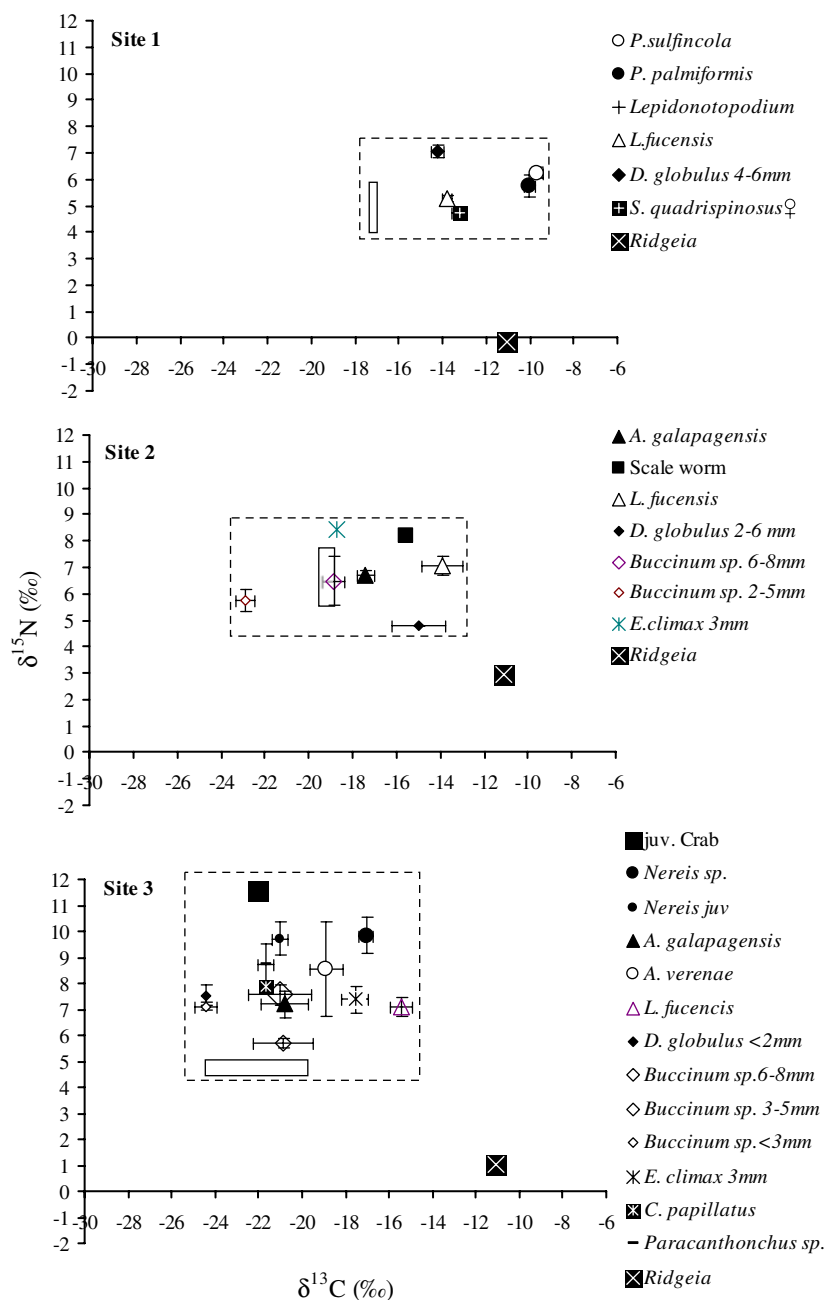 Site 1
12
11
10
9
8
7
6
5
4
3
2
1
0
-1
-2
-30 -28 -26 -24 -22 -20 -18 -16 -14 -12 -10 -8 -6
P.sulfincola
P. palmiformis
Lepidonotopodium
L.fucensis
D. globulus 4-6mm
S. quadrispinosus♀
Ridgeia
δ15N (‰)
Site 2
12
11
10
9
8
7
6
5
4
3
2
1
0
-1
-2
-30 -28 -26 -24 -22 -20 -18 -16 -14 -12 -10 -8 -6
A. galapagensis
Scale worm
L. fucensis
D. globulus 2-6 mm
Buccinum sp. 6-8mm
Buccinum sp. 2-5mm
E.climax 3mm
Ridgeia
Site 3
12
11
10
9
8
7
6
5
4
3
2
1
0
-1
-2
-30 -28 -26 -24 -22 -20 -18 -16 -14 -12 -10 -8 -6
juv. Crab
Nereis sp.
Nereis juv
A. galapagensis
A. verenae
L. fucencis
D. globulus <2mm
Buccinum sp.6-8mm
Buccinum sp. 3-5mm
Buccinum sp.<3mm
E. climax 3mm
C. papillatus
Paracanthonchus sp.
Ridgeia
δ13C (‰)